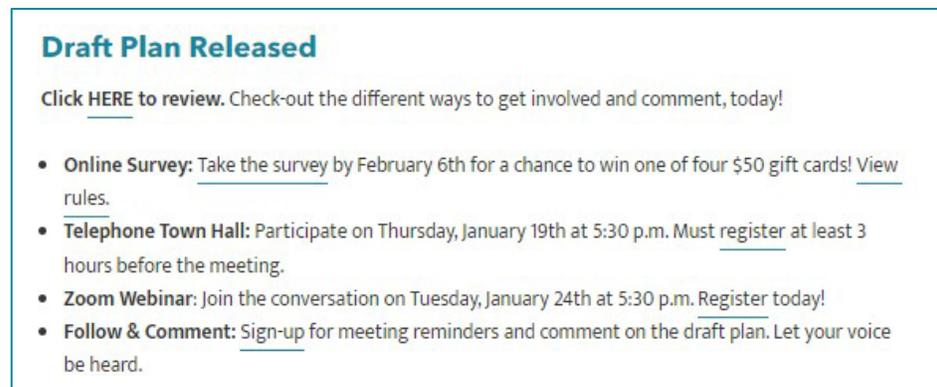 Draft Plan Released
Click HERE to review. Check-out the different ways to get involved and comment, today!
• Online Survey: Take the survey by February 6th for a chance to win one of four $50 gift cards! View
rules.
• Telephone Town Hall: Participate on Thursday, January 19th at 5:30 p.m. Must register at least 3
hours before the meeting.
• Zoom Webinar: Join the conversation on Tuesday, January 24th at 5:30 p.m. Register today!
• Follow & Comment: Sign-up for meeting reminders and comment on the draft plan. Let your voice
be heard.